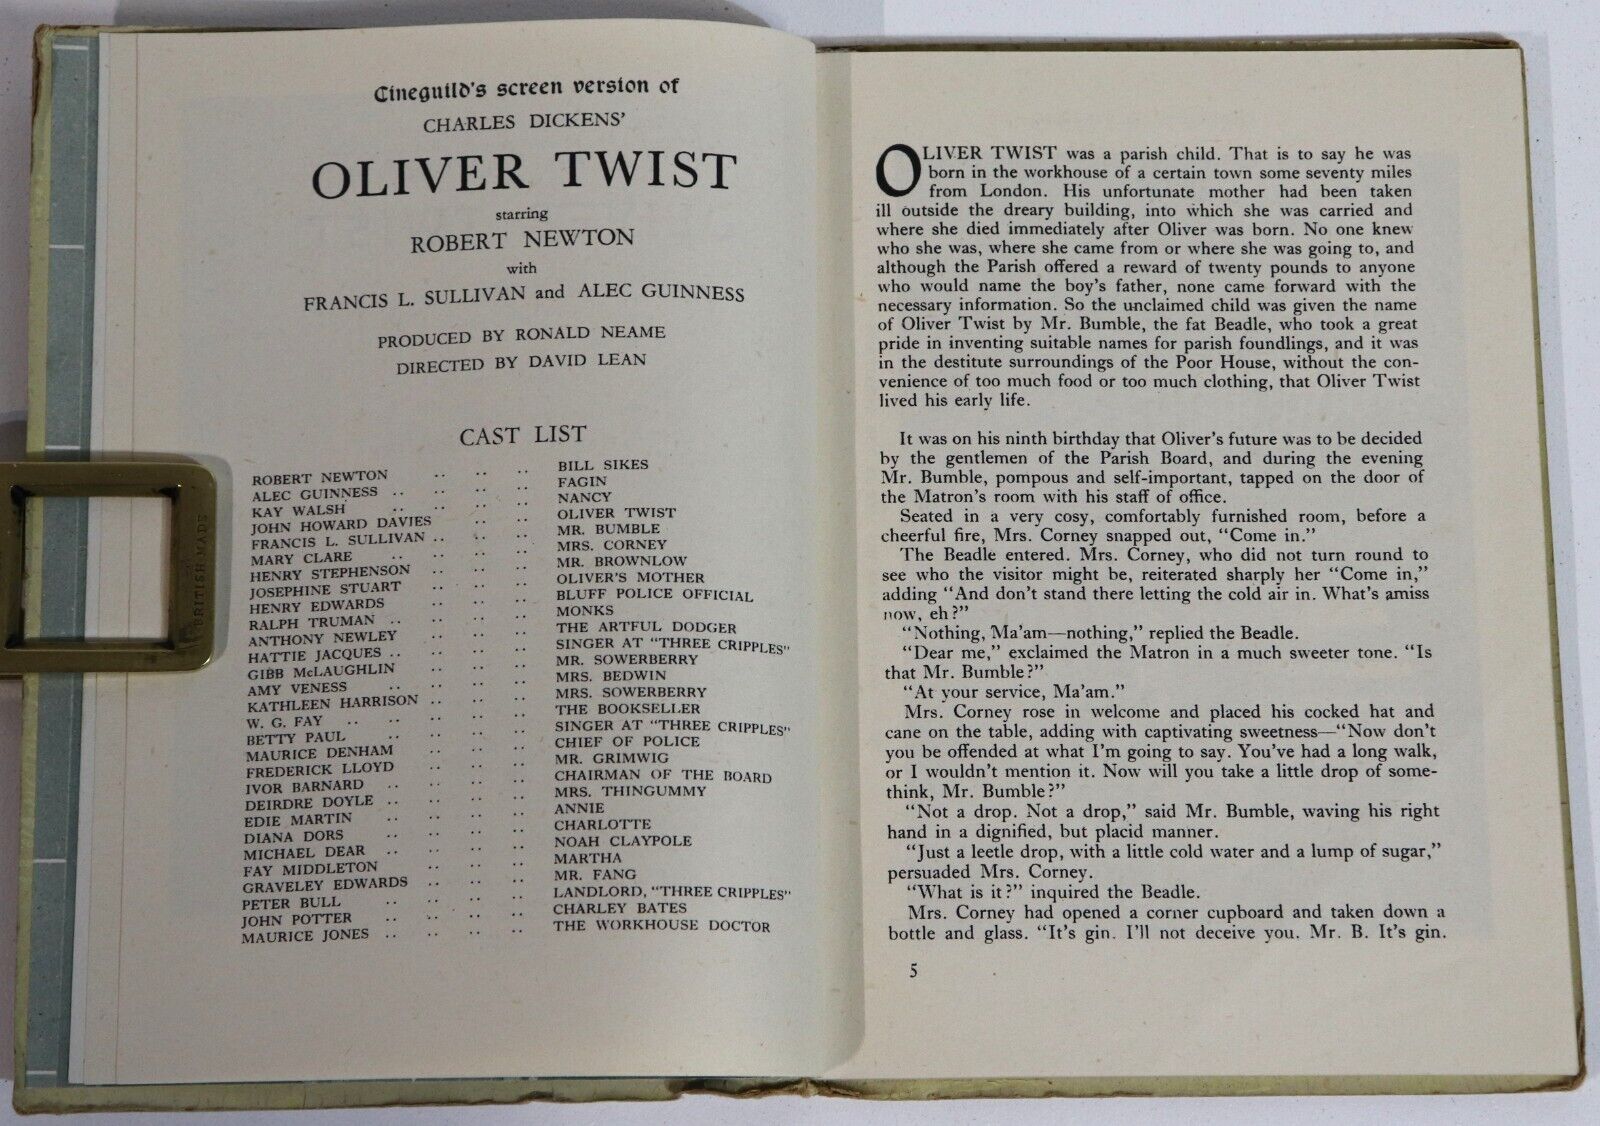 Cineguild's screen version of
CHARLES DICKENS'
OLIVER TWIST
starring
ROBERT NEWTON
with
FRANCIS L. SULLIVAN and ALEC GUINNESS
PRODUCED BY RONALD NEAME
DIRECTED BY DAVID LEAN
CAST LIST
ROBERT NEWTON .. .. .. BILL SIKES
ALEC GUINNESS .. .. .. .. FAGIN
KAY WALSH .. .. .. .. NANCY
JOHN HOWARD DAVIES .. .. OLIVER TWIST
FRANCIS L. SULLIVAN .. .. .. MR. BUMBLE
MARY CLARE .. .. .. .. MRS. CORNEY
HENRY STEPHENSON .. .. .. MR. BROWNLOW
JOSEPHINE STUART .. .. .. OLIVER'S MOTHER
HENRY EDWARDS .. .. .. BLUFF POLICE OFFICIAL
RALPH TRUMAN .. .. .. .. MONKS
ANTHONY NEWLEY .. .. .. THE ARTFUL DODGER
HATTIE JACQUES .. .. .. .. SINGER AT "THREE CRIPPLES"
GIBB McLAUGHLIN .. .. .. MR. SOWERBERRY
AMY VENESS .. .. .. .. MRS. BEDWIN
KATHLEEN HARRISON .. .. .. MRS. SOWERBERRY
W. G. FAY .. .. .. .. THE BOOKSELLER
BETTY PAUL .. .. .. .. SINGER AT "THREE CRIPPLES"
MAURICE DENHAM .. .. .. CHIEF OF POLICE
FREDERICK LLOYD .. .. .. MR. GRIMWIG
IVOR BARNARD .. .. .. CHAIRMAN OF THE BOARD
DEIRDRE DOYLE .. .. .. .. MRS. THINGUMMY
EDIE MARTIN .. .. .. .. ANNIE
DIANA DORS .. .. .. .. CHARLOTTE
MICHAEL DEAR .. .. .. .. NOAH CLAYPOLE
FAY MIDDLETON .. .. .. MARTHA
GRAVELEY EDWARDS .. .. .. MR. FANG
PETER BULL .. .. .. .. LANDLORD, "THREE CRIPPLES"
JOHN POTTER .. .. .. .. CHARLEY BATES
MAURICE JONES .. .. .. .. THE WORKHOUSE DOCTOR
BRITISH MADE
OLIVER TWIST was a parish child. That is to say he was
born in the workhouse of a certain town some seventy miles
from London. His unfortunate mother had been taken
ill outside the dreary building, into which she was carried and
where she died immediately after Oliver was born. No one knew
who she was, where she came from or where she was going to, and
although the Parish offered a reward of twenty pounds to anyone
who would name the boy's father, none came forward with the
necessary information. So the unclaimed child was given the name
of Oliver Twist by Mr. Bumble, the fat Beadle, who took a great
pride in inventing suitable names for parish foundlings, and it was
in the destitute surroundings of the Poor House, without the con-
venience of too much food or too much clothing, that Oliver Twist
lived his early life.
It was on his ninth birthday that Oliver's future was to be decided
by the gentlemen of the Parish Board, and during the evening
Mr. Bumble, pompous and self-important, tapped on the door of
the Matron's room with his staff of office.
Seated in a very cosy, comfortably furnished room, before a
cheerful fire, Mrs. Corney snapped out, "Come in."
The Beadle entered. Mrs. Corney, who did not turn round to
see who the visitor might be, reiterated sharply her "Come in,"
adding "And don't stand there letting the cold air in. What's amiss
now, eh?"
"Nothing, Ma'am—nothing," replied the Beadle.
"Dear me," exclaimed the Matron in a much sweeter tone. "Is
that Mr. Bumble?"
"At your service, Ma'am."
Mrs. Corney rose in welcome and placed his cocked hat and
cane on the table, adding with captivating sweetness—"Now don't
you be offended at what I'm going to say. You've had a long walk,
or I wouldn't mention it. Now will you take a little drop of some-
think, Mr. Bumble?"
"Not a drop. Not a drop," said Mr. Bumble, waving his right
hand in a dignified, but placid manner.
"Just a leetle drop, with a little cold water and a lump of sugar,"
persuaded Mrs. Corney.
"What is it?" inquired the Beadle.
Mrs. Corney had opened a corner cupboard and taken down a
bottle and glass. "It's gin. I'll not deceive you. Mr. B. It's gin.
5